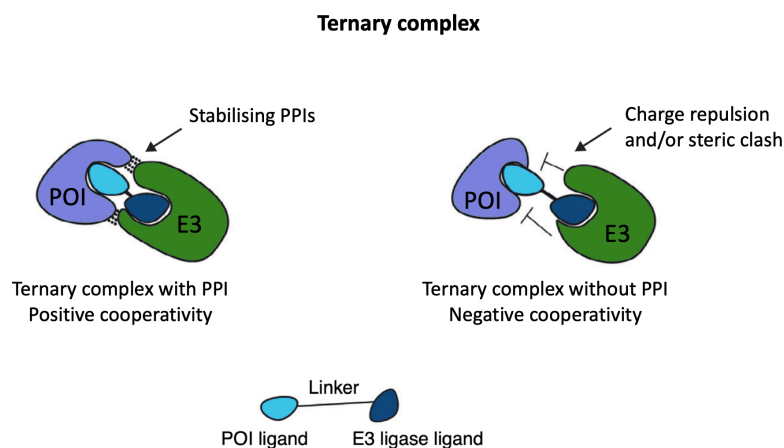 Ternary complex
Stabilising PPIs
Charge repulsion
and/or steric clash
POI
E3
POI
E3
Ternary complex with PPI
Positive cooperativity
Ternary complex without PPI
Negative cooperativity
Linker
POI ligand
E3 ligase ligand